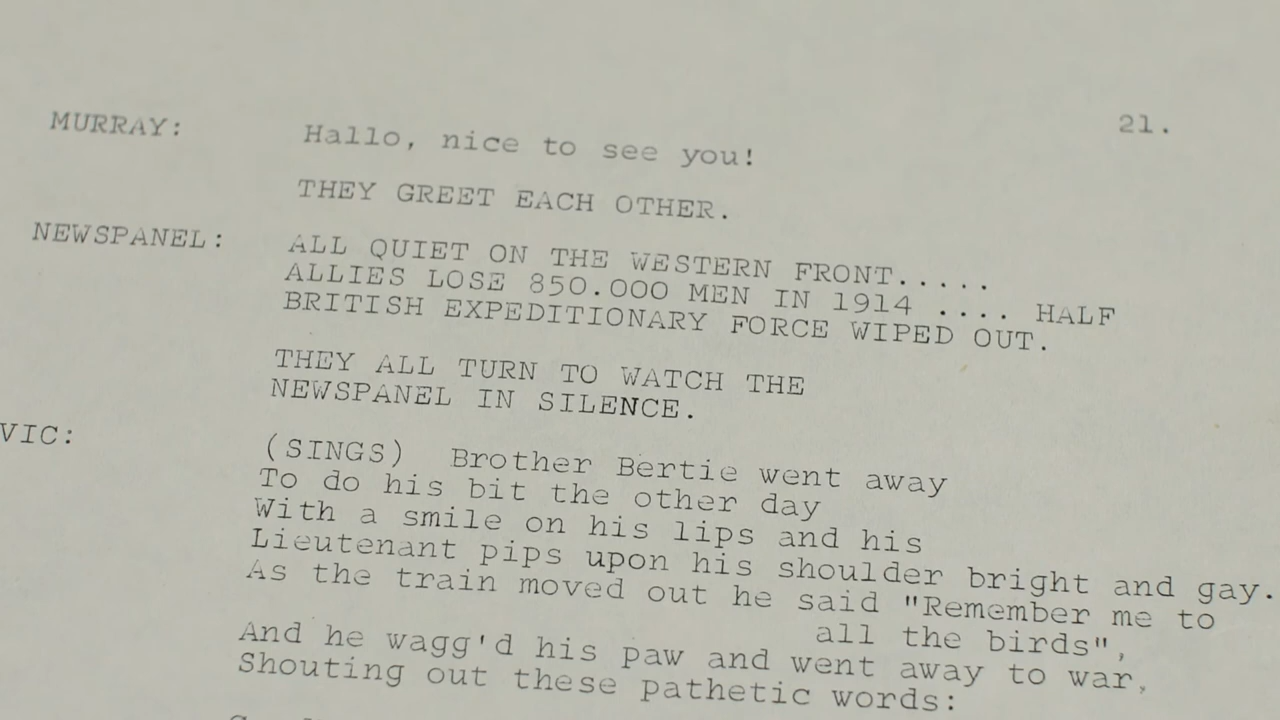 21.
MURRAY: Hallo, nice to see you!
THEY GREET EACH OTHER.
NEWSPANEL: ALL QUIET ON THE WESTERN FRONT.....
ALLIES LOSE 850.000 MEN IN 1914 .... HALF
BRITISH EXPEDITIONARY FORCE WIPED OUT.
THEY ALL TURN TO WATCH THE
NEWSPANEL IN SILENCE.
VIC: (SINGS) Brother Bertie went away
To do his bit the other day
With a smile on his lips and his
Lieutenant pips upon his shoulder bright and gay.
As the train moved out he said "Remember me to
all the birds",
And he wagg'd his paw and went away to war,
Shouting out these pathetic words: